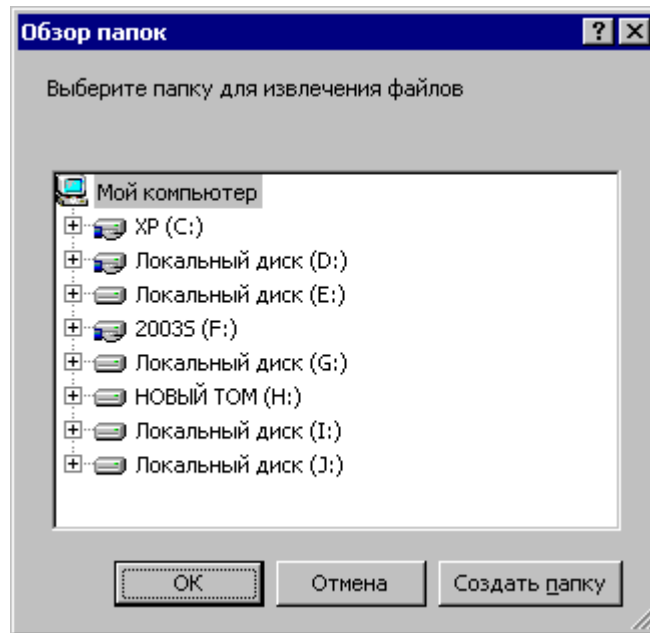 Обзор папок
Выберите папку для извлечения файлов
Мой компьютер
XP (C:)
Локальный диск (D:)
Локальный диск (E:)
2003S (F:)
Локальный диск (G:)
НОВЫЙ ТОМ (H:)
Локальный диск (I:)
Локальный диск (J:)
ОК Отмена Создать папку